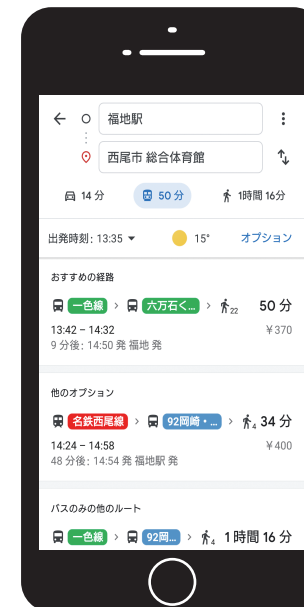 福地駅
西尾市 総合体育館
14 分
50 分
1時間 16分
出発時刻: 13:35
15°
オプション
おすすめの経路
一色線 > 六万石く... > 22 50 分
13:42 – 14:32 ¥370
9 分後: 14:50 発 福地 発
他のオプション
名鉄西尾線 > 92岡崎・... > 4 34 分
14:24 – 14:58 ¥400
48 分後: 14:54 発 福地駅 発
バスのみの他のルート
一色線 > 92岡... > 4 1時間 16 分